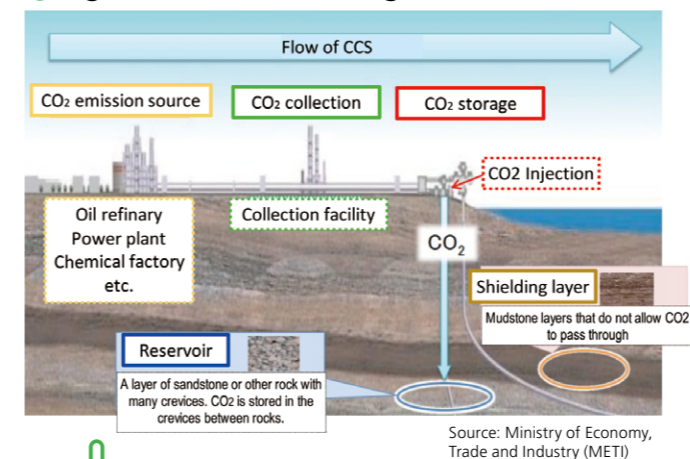 Flow of CCS
CO2 emission source
CO2 collection
CO2 storage
CO2 Injection
Oil refinary
Power plant
Chemical factory
etc.
Collection facility
CO2
Shielding layer
Mudstone layers that do not allow CO2
to pass through
Reservoir
A layer of sandstone or other rock with
many crevices. CO2 is stored in the
crevices between rocks.
Source: Ministry of Economy,
Trade and Industry (METI)